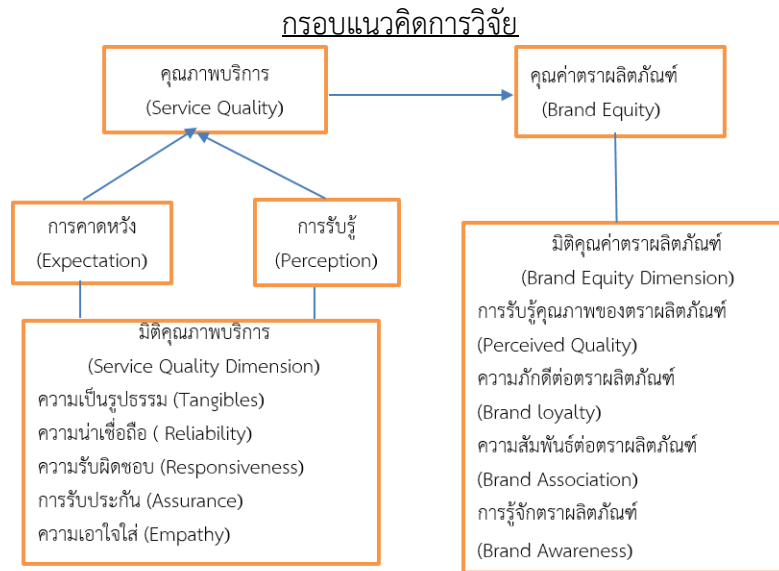 กรอบแนวคิดการวิจัย
คุณภาพบริการ
(Service Quality)
คุณค่าตราผลิตภัณฑ์
(Brand Equity)
การคาดหวัง
(Expectation)
การรับรู้
(Perception)
มิติคุณภาพบริการ
(Service Quality Dimension)
ความเป็นรูปธรรม (Tangibles)
ความน่าเชื่อถือ ( Reliability)
ความรับผิดชอบ (Responsiveness)
การรับประกัน (Assurance)
ความเอาใจใส่ (Empathy)
มิติคุณค่าตราผลิตภัณฑ์
(Brand Equity Dimension)
การรับรู้คุณภาพของตราผลิตภัณฑ์
(Perceived Quality)
ความภักดีต่อตราผลิตภัณฑ์
(Brand loyalty)
ความสัมพันธ์ต่อตราผลิตภัณฑ์
(Brand Association)
การรู้จักตราผลิตภัณฑ์
(Brand Awareness)